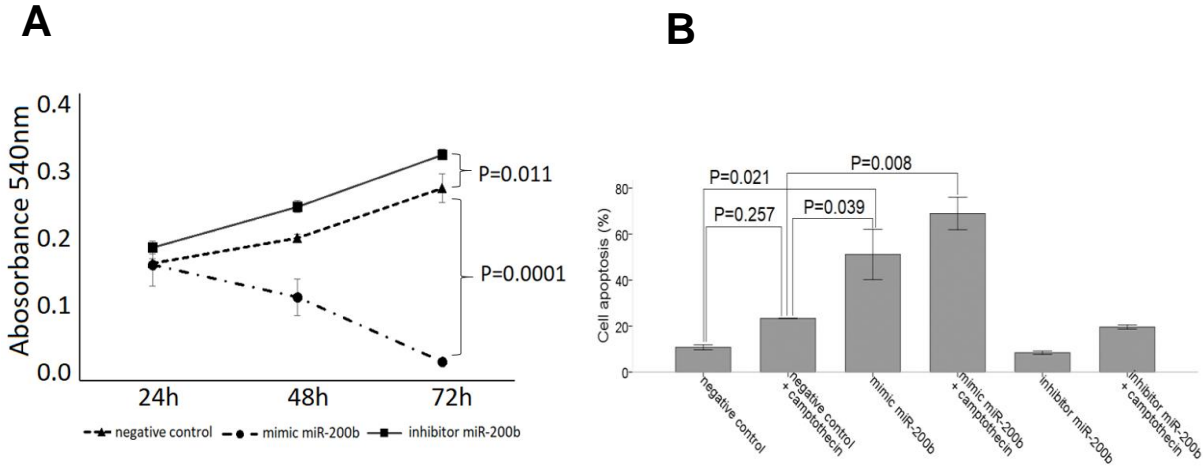 A
Abosorbance 540nm
0.4
0.3
0.2
0.1
0.0
24h
48h
72h
P=0.011
P=0.0001
negative control
mimic miR-200b
inhibitor miR-200b
B
Cell apoptosis (%)
80
60
40
20
0
P=0.008
P=0.021
P=0.257
P=0.039
negative control
negative control
+ camptothecin
mimic miR-200b
mimic miR-200b
+ camptothecin
inhibitor miR-200b
inhibitor miR-200b
+ camptothecin